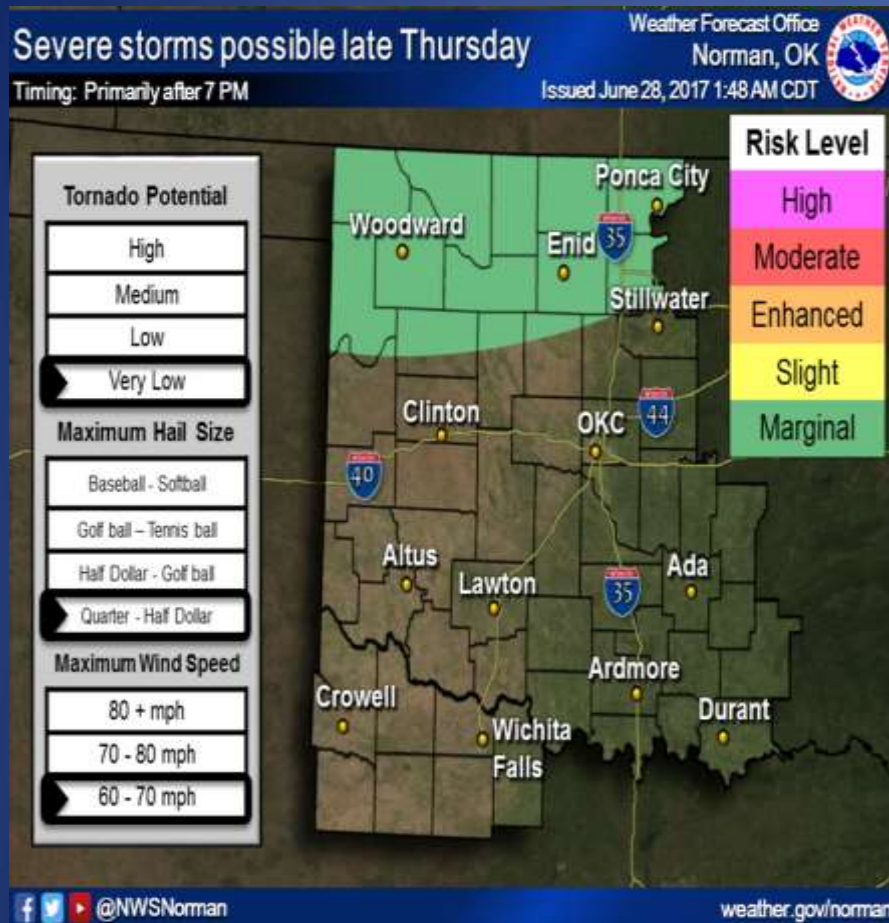 Severe storms possible late Thursday
Timing: Primarily after 7 PM
Weather Forecast Office
Norman, OK
Issued June 28, 2017 1:48 AM CDT
NATIONAL WEATHER SERVICE
Tornado Potential
High
Medium
Low
Very Low
Maximum Hail Size
Baseball - Softball
Golf ball – Tennis ball
Half Dollar - Golf ball
Quarter - Half Dollar
Maximum Wind Speed
80 + mph
70 - 80 mph
60 - 70 mph
Risk Level
High
Moderate
Enhanced
Slight
Marginal
Ponca City
Woodward
35
Enid
Stillwater
Clinton
OKC
44
40
Altus
Lawton
35
Ada
Ardmore
Crowell
Durant
Wichita
Falls
@NWSNorman
weather.gov/norman